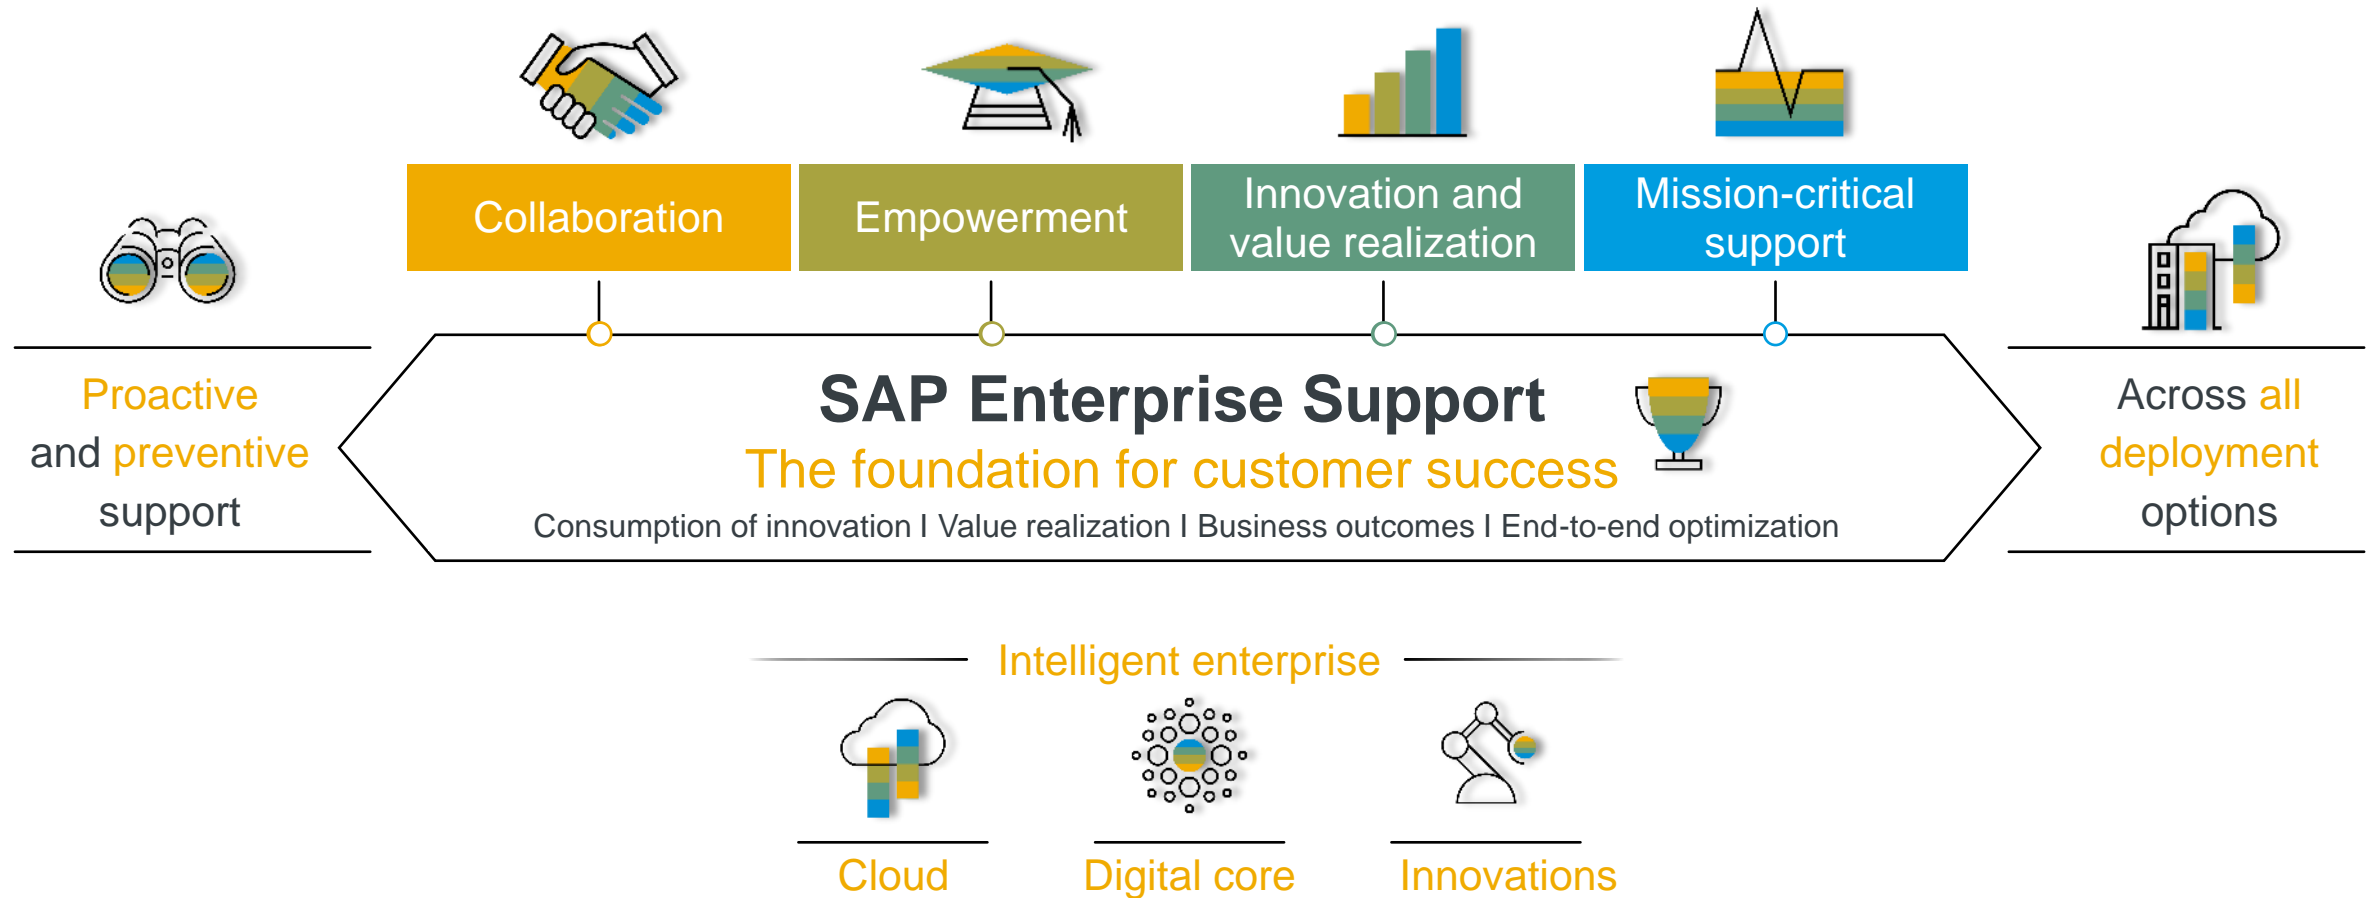 Collaboration
Empowerment
Innovation and
value realization
Mission-critical
support
Proactive
and preventive
support
SAP Enterprise Support
The foundation for customer success
Consumption of innovation I Value realization I Business outcomes I End-to-end optimization
Across all
deployment
options
Intelligent enterprise
Cloud
Digital core
Innovations